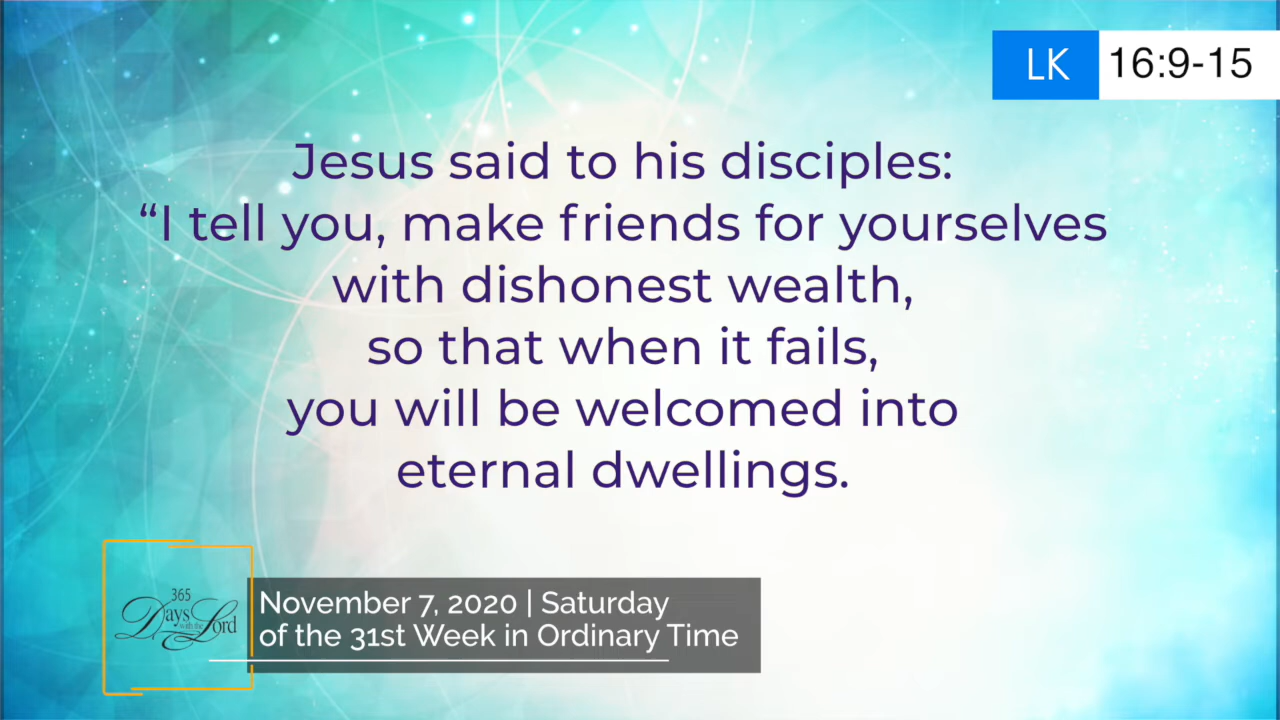 LK 16:9-15
Jesus said to his disciples:
“I tell you, make friends for yourselves
with dishonest wealth,
so that when it fails,
you will be welcomed into
eternal dwellings.
365
Days with the Lord
November 7, 2020 | Saturday
of the 31st Week in Ordinary Time